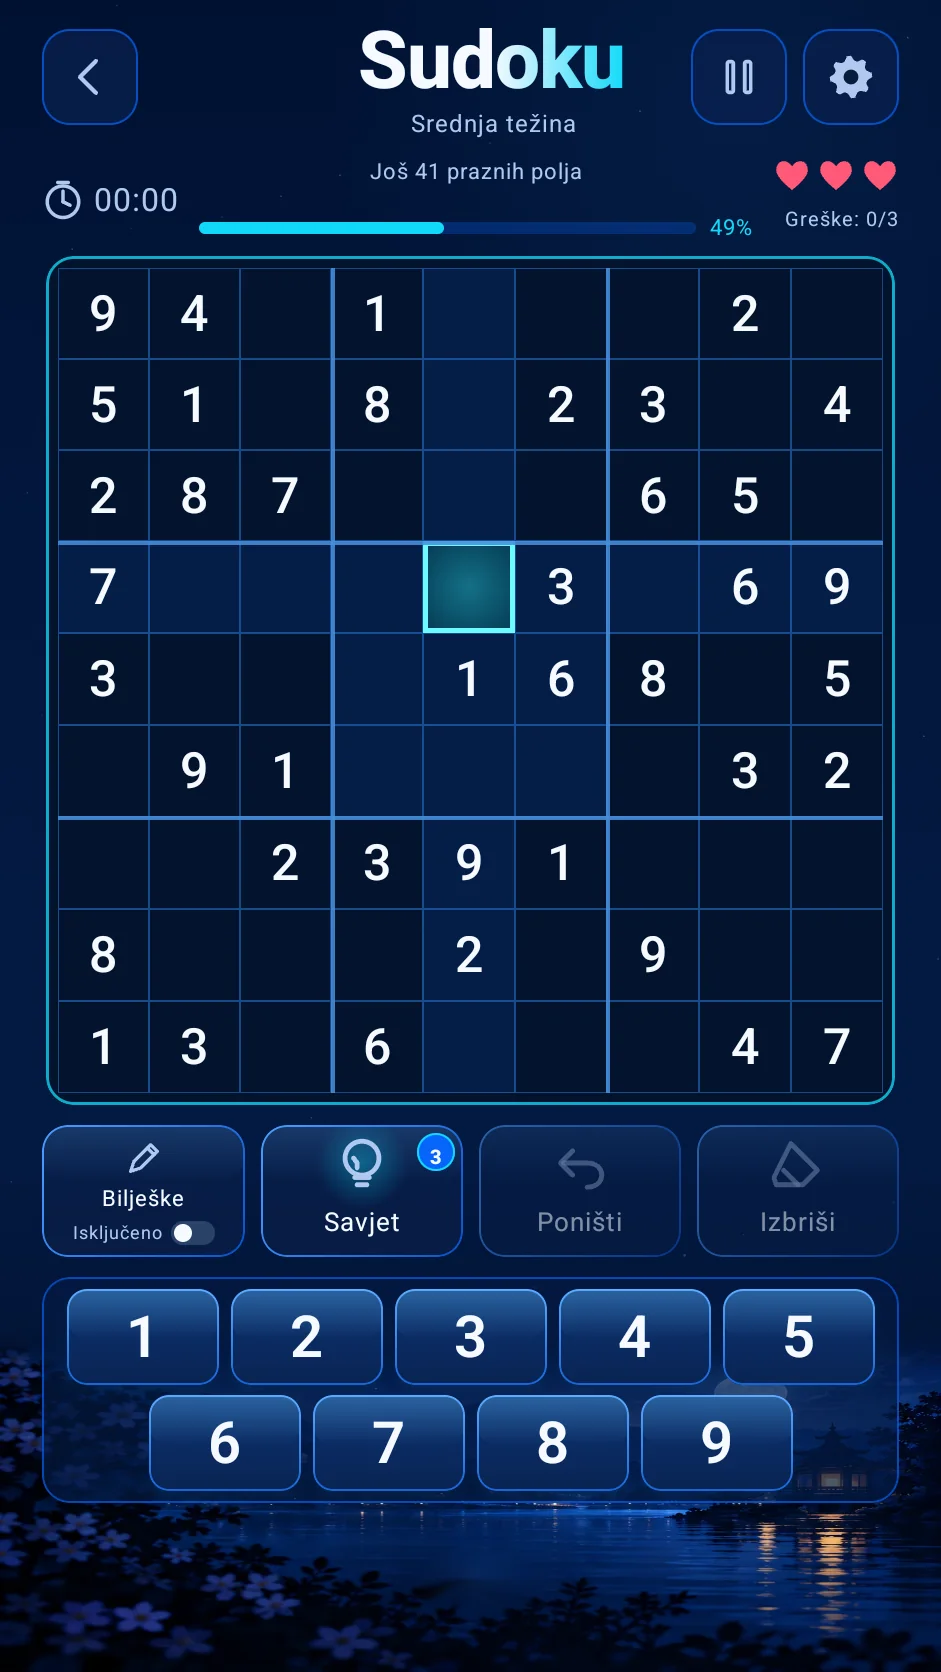 Sudoku
Srednja težina
Još 41 praznih polja
00:00
49%
Greške: 0/3
9 4 1 2
5 1 8 2 3 4
2 8 7 6 5
7 3 6 9
3 1 6 8 5
9 1 3 2
2 3 9 1
8 2 9
1 3 6 4 7
Bilješke
Isključeno
3
Savjet
Poništi
Izbriši
1 2 3 4 5
6 7 8 9